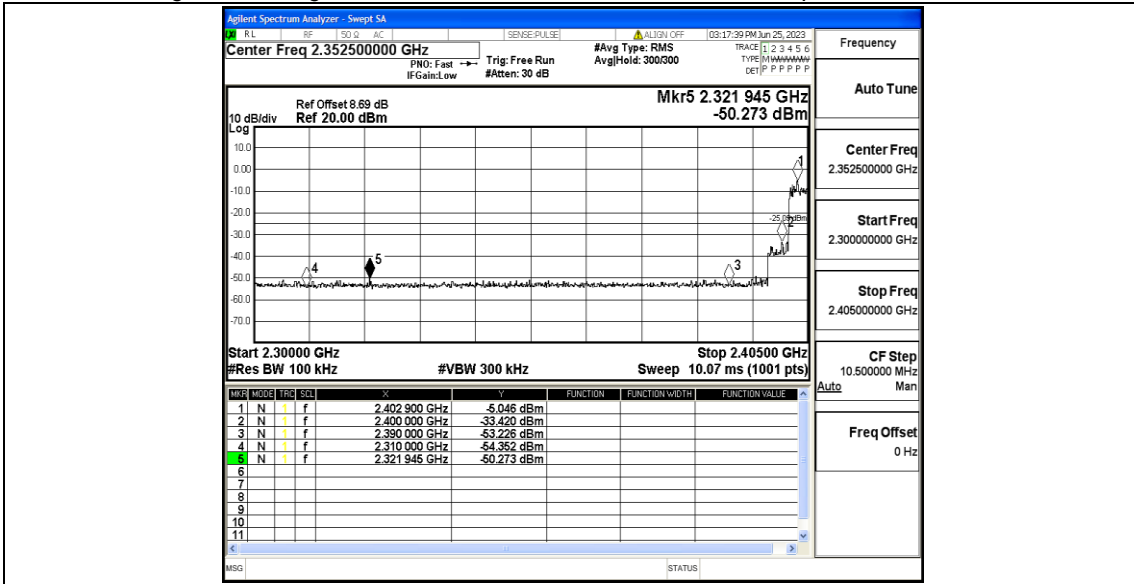 Agilent Spectrum Analyzer - Swept SA
RL RF 50 Ω AC SENSE:PULSE ALIGN OFF 03:17:39 PM Jun 25, 2023
Center Freq 2.352500000 GHz
PNO: Fast
IFGain:Low
Trig: Free Run
#Atten: 30 dB
#Avg Type: RMS
Avg|Hold: 300/300
TRACE 1 2 3 4 5 6
TYPE M WWWWW
DET P P P P P P
Mkr5 2.321 945 GHz
-50.273 dBm
Ref Offset 8.69 dB
10 dB/div Ref 20.00 dBm
Log
10.0
0.00
-10.0
-20.0
-30.0
-40.0
-50.0
-60.0
-70.0
1
2
3
4
5
Start 2.30000 GHz Stop 2.40500 GHz
#Res BW 100 kHz #VBW 300 kHz Sweep 10.07 ms (1001 pts)
MKR MODE TRC SCL X Y FUNCTION FUNCTION WIDTH FUNCTION VALUE
1 N 1 f 2.402 900 GHz -5.046 dBm
2 N 1 f 2.400 000 GHz -33.420 dBm
3 N 1 f 2.390 000 GHz -53.226 dBm
4 N 1 f 2.310 000 GHz -54.352 dBm
5 N 1 f 2.321 945 GHz -50.273 dBm
6
7
8
9
10
11
MSG STATUS
Frequency
Auto Tune
Center Freq
2.352500000 GHz
Start Freq
2.300000000 GHz
Stop Freq
2.405000000 GHz
CF Step
10.500000 MHz
Auto Man
Freq Offset
0 Hz